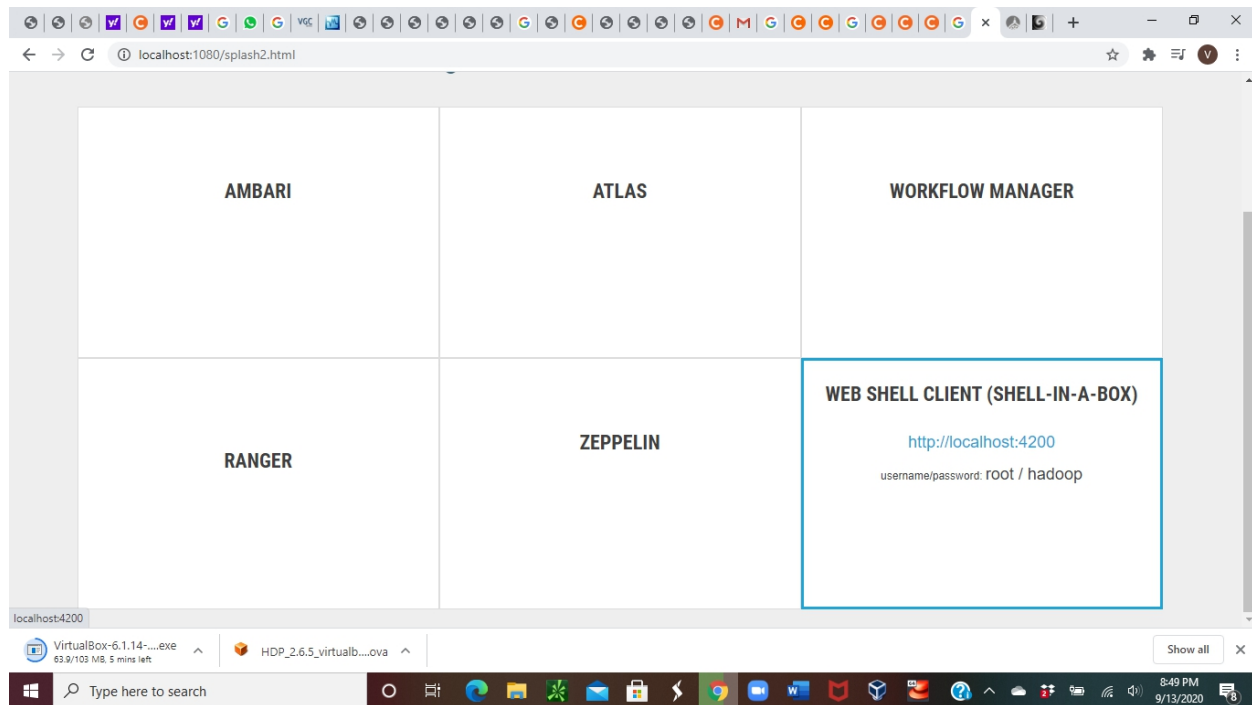 localhost:1080/splash2.html
AMBARI
ATLAS
WORKFLOW MANAGER
RANGER
ZEPPELIN
WEB SHELL CLIENT (SHELL-IN-A-BOX)
http://localhost:4200
username/password: root / hadoop
localhost:4200
VirtualBox-6.1.14-....exe
63.9/103 MB, 5 mins left
HDP_2.6.5_virtualb....ova
Show all
Type here to search
8:49 PM
9/13/2020